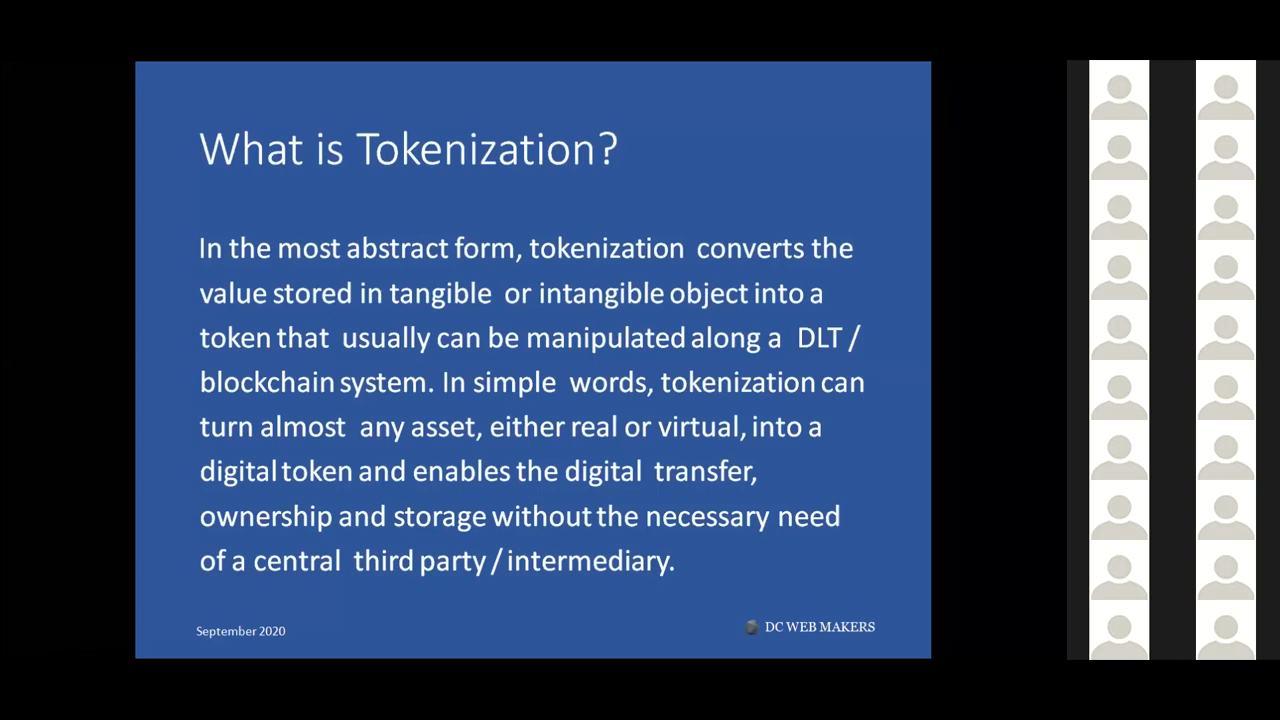 What is Tokenization?
In the most abstract form, tokenization converts the
value stored in tangible or intangible object into a
token that usually can be manipulated along a DLT /
blockchain system. In simple words, tokenization can
turn almost any asset, either real or virtual, into a
digital token and enables the digital transfer,
ownership and storage without the necessary need
of a central third party / intermediary.
September 2020
DC WEB MAKERS